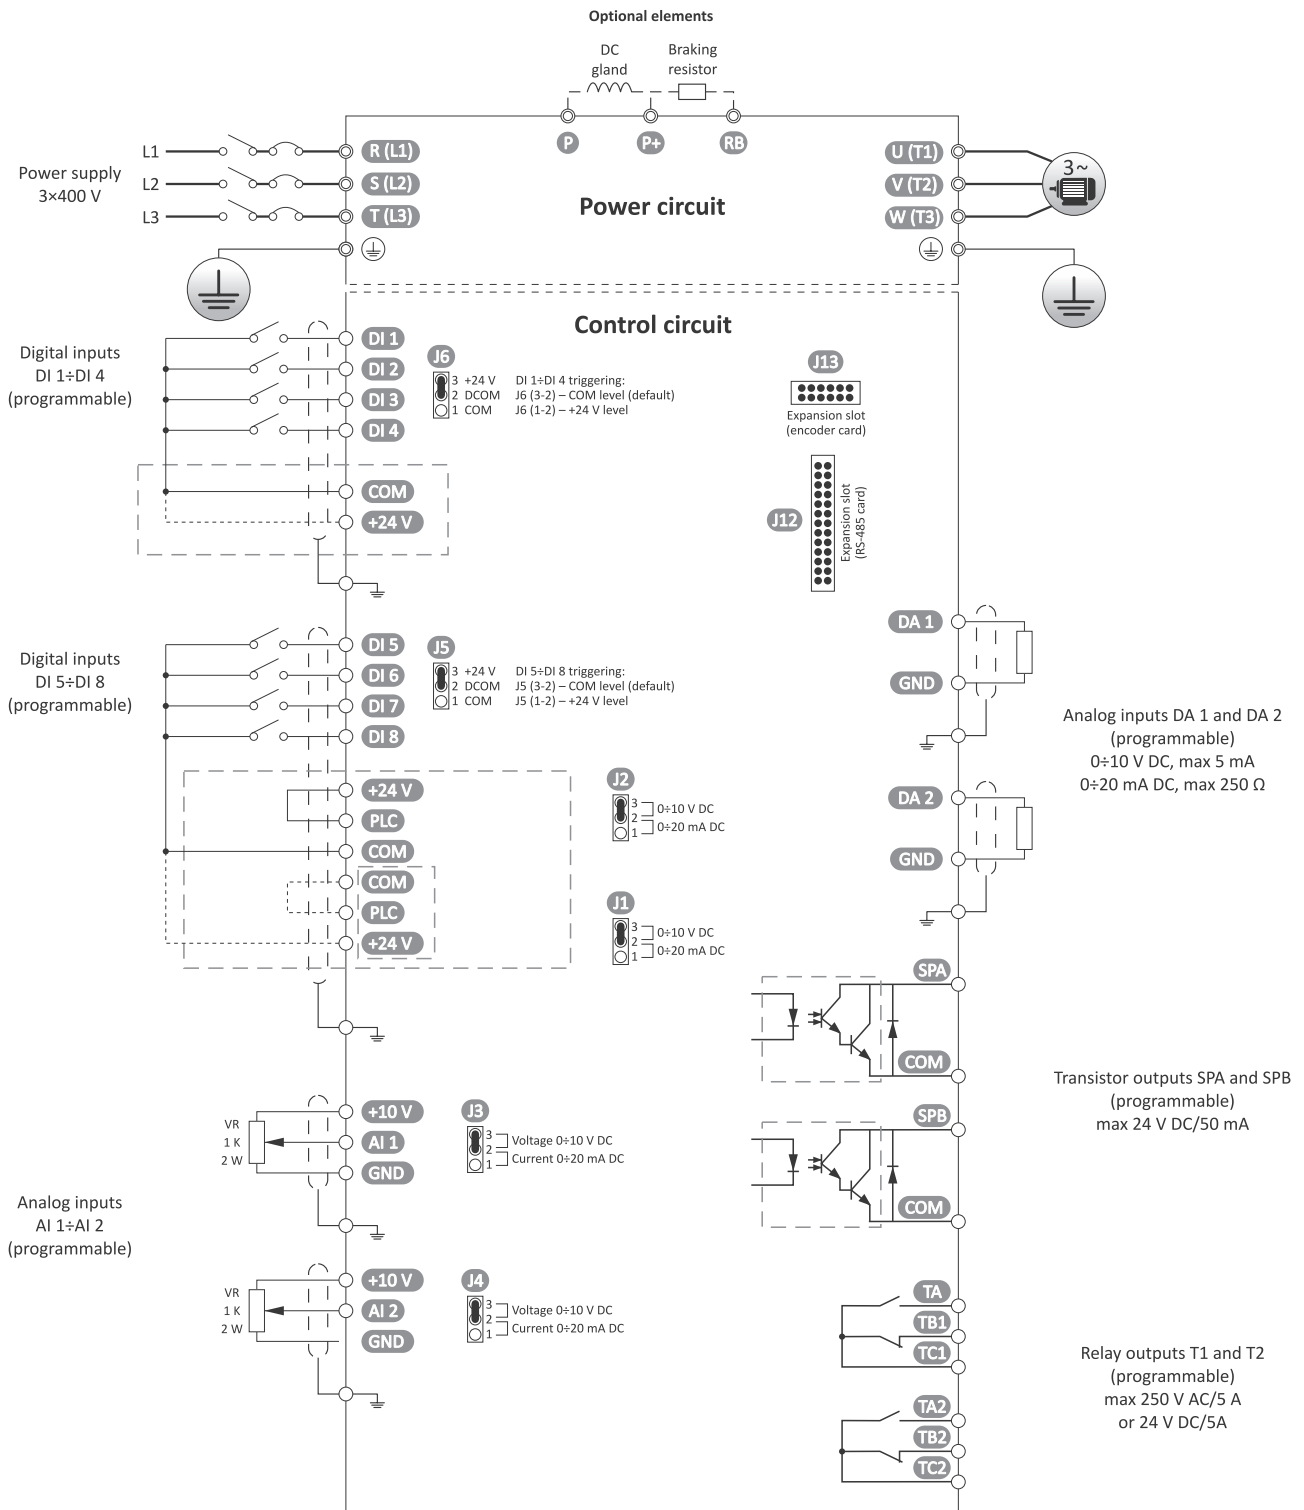 Optional elements
DC
gland
Braking
resistor
P
P+
RB
Power supply
3×400 V
L1
L2
L3
R (L1)
S (L2)
T (L3)
Power circuit
U (T1)
V (T2)
W (T3)
3~
Control circuit
Digital inputs
DI 1÷DI 4
(programmable)
DI 1
DI 2
DI 3
DI 4
COM
+24 V
J6
3 +24 V
2 DCOM
1 COM
DI 1÷DI 4 triggering:
J6 (3-2) – COM level (default)
J6 (1-2) – +24 V level
J13
Expansion slot
(encoder card)
J12
Expansion slot
(RS-485 card)
Digital inputs
DI 5÷DI 8
(programmable)
DI 5
DI 6
DI 7
DI 8
J5
3 +24 V
2 DCOM
1 COM
DI 5÷DI 8 triggering:
J5 (3-2) – COM level (default)
J5 (1-2) – +24 V level
+24 V
PLC
COM
COM
PLC
+24 V
J2
3
2
1
0÷10 V DC
0÷20 mA DC
J1
3
2
1
0÷10 V DC
0÷20 mA DC
DA 1
GND
DA 2
GND
Analog inputs DA 1 and DA 2
(programmable)
0÷10 V DC, max 5 mA
0÷20 mA DC, max 250 Ω
SPA
COM
SPB
COM
Transistor outputs SPA and SPB
(programmable)
max 24 V DC/50 mA
Analog inputs
AI 1÷AI 2
(programmable)
VR
1 K
2 W
+10 V
AI 1
GND
J3
3
2
1
Voltage 0÷10 V DC
Current 0÷20 mA DC
VR
1 K
2 W
+10 V
AI 2
GND
J4
3
2
1
Voltage 0÷10 V DC
Current 0÷20 mA DC
TA
TB1
TC1
TA2
TB2
TC2
Relay outputs T1 and T2
(programmable)
max 250 V AC/5 A
or 24 V DC/5A